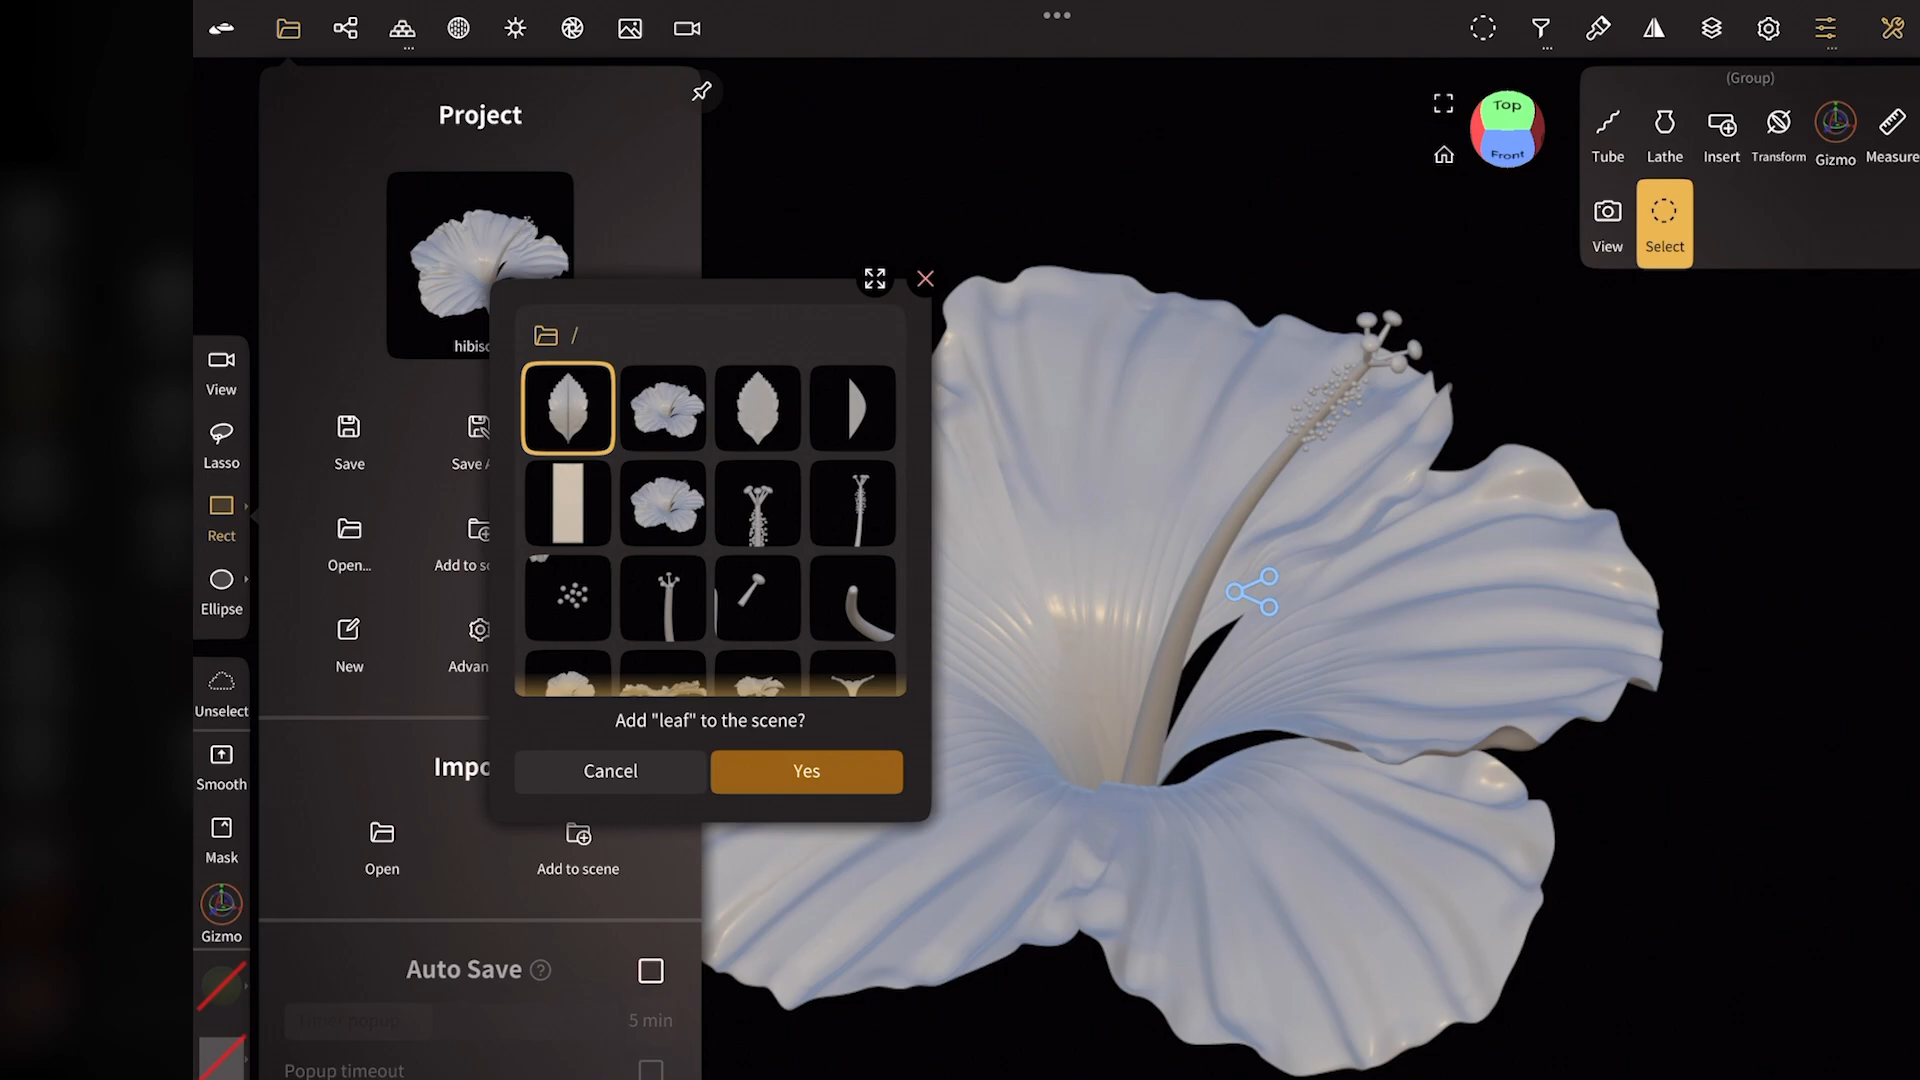 Project
hibisc
Save
Save A
Open...
Add to sc
New
Advan
Impo
Open
Add to scene
Auto Save ?
5 min
Popup timeout
/
Add "leaf" to the scene?
Cancel
Yes
View
Lasso
Rect
Ellipse
Unselect
Smooth
Mask
Gizmo
Top
Front
(Group)
Tube
Lathe
Insert
Transform
Gizmo
Measure
View
Select